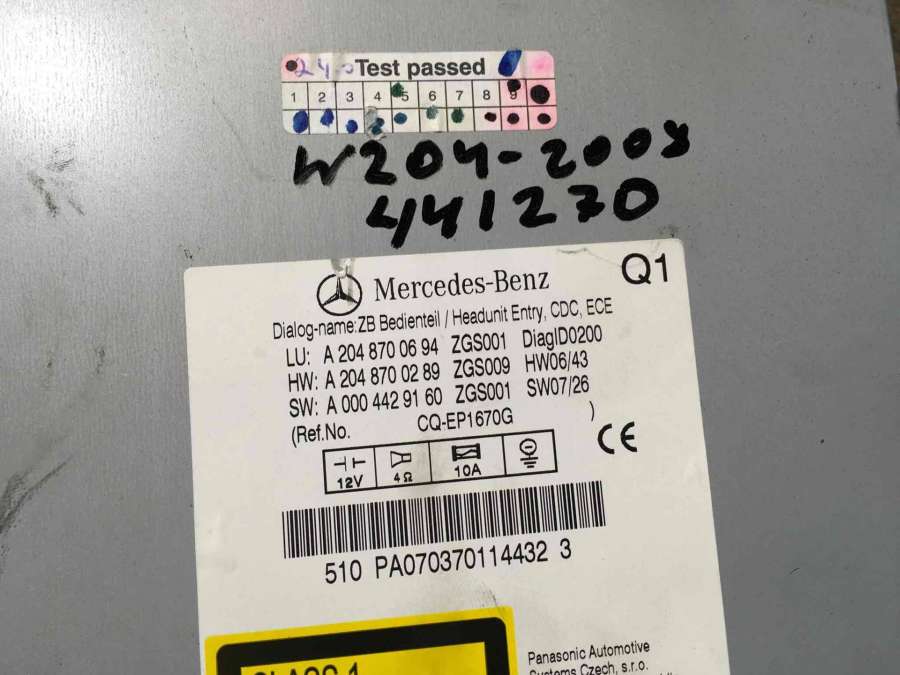 24 Test passed
1 2 3 4 5 6 7 8 9 10
W204-2008
441270
Mercedes-Benz Q1
Dialog-name:ZB Bedienteil / Headunit Entry, CDC, ECE
LU: A 204 870 06 94 ZGS001 DiagID0200
HW: A 204 870 02 89 ZGS009 HW06/43
SW: A 000 442 91 60 ZGS001 SW07/26
(Ref.No. CQ-EP1670G )
CE
12V 4Ω 10A
510 PA070370114432 3
CLASS 1
Panasonic Automotive
Systems Czech, s.r.o.